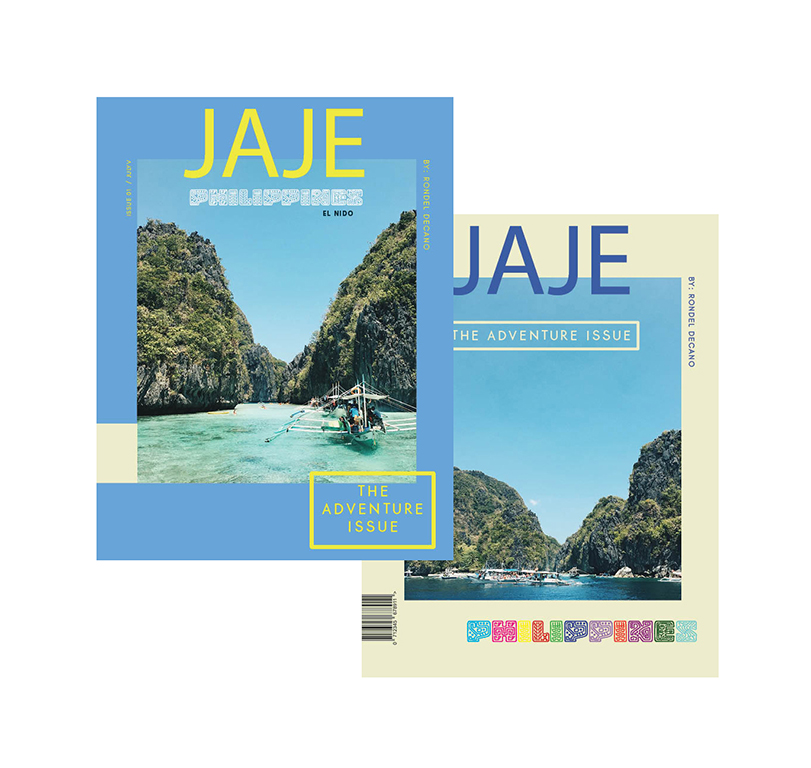 JAJE
PHILIPPINES
EL NIDO
BY: RONDEL DECANO
THE
ADVENTURE
ISSUE
JAJE
THE ADVENTURE ISSUE
BY: RONDEL DECANO
PHILIPPINES